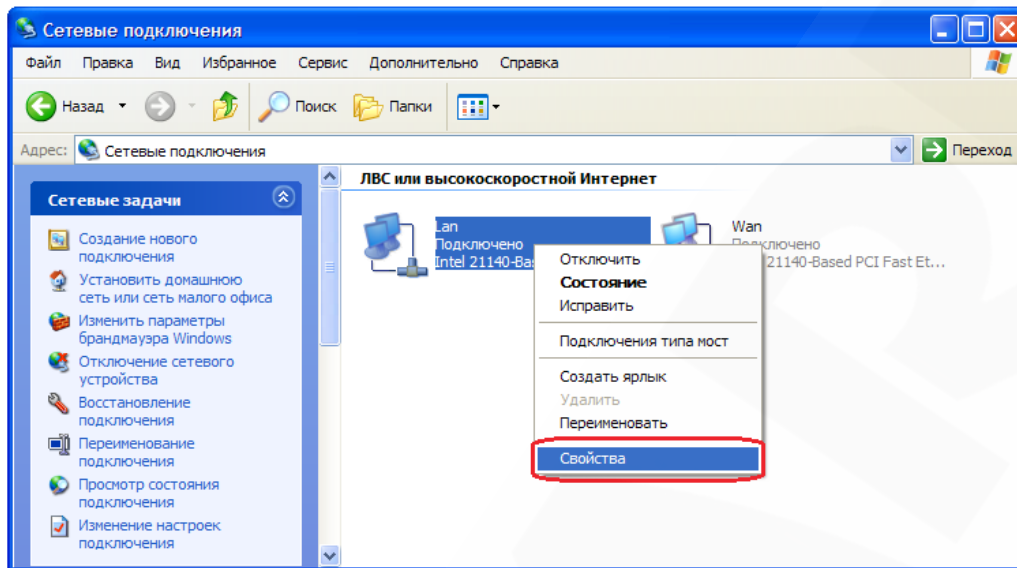 Сетевые подключения
Файл Правка Вид Избранное Сервис Дополнительно Справка
Назад Поиск Папки
Адрес: Сетевые подключения Переход
Сетевые задачи
Создание нового
подключения
Установить домашнюю
сеть или сеть малого офиса
Изменить параметры
брандмауэра Windows
Отключение сетевого
устройства
Восстановление
подключения
Переименование
подключения
Просмотр состояния
подключения
Изменение настроек
подключения
ЛВС или высокоскоростной Интернет
Lan
Подключено
Intel 21140-Bas
Wan
Подключено
21140-Based PCI Fast Et...
Отключить
Состояние
Исправить
Подключения типа мост
Создать ярлык
Удалить
Переименовать
Свойства